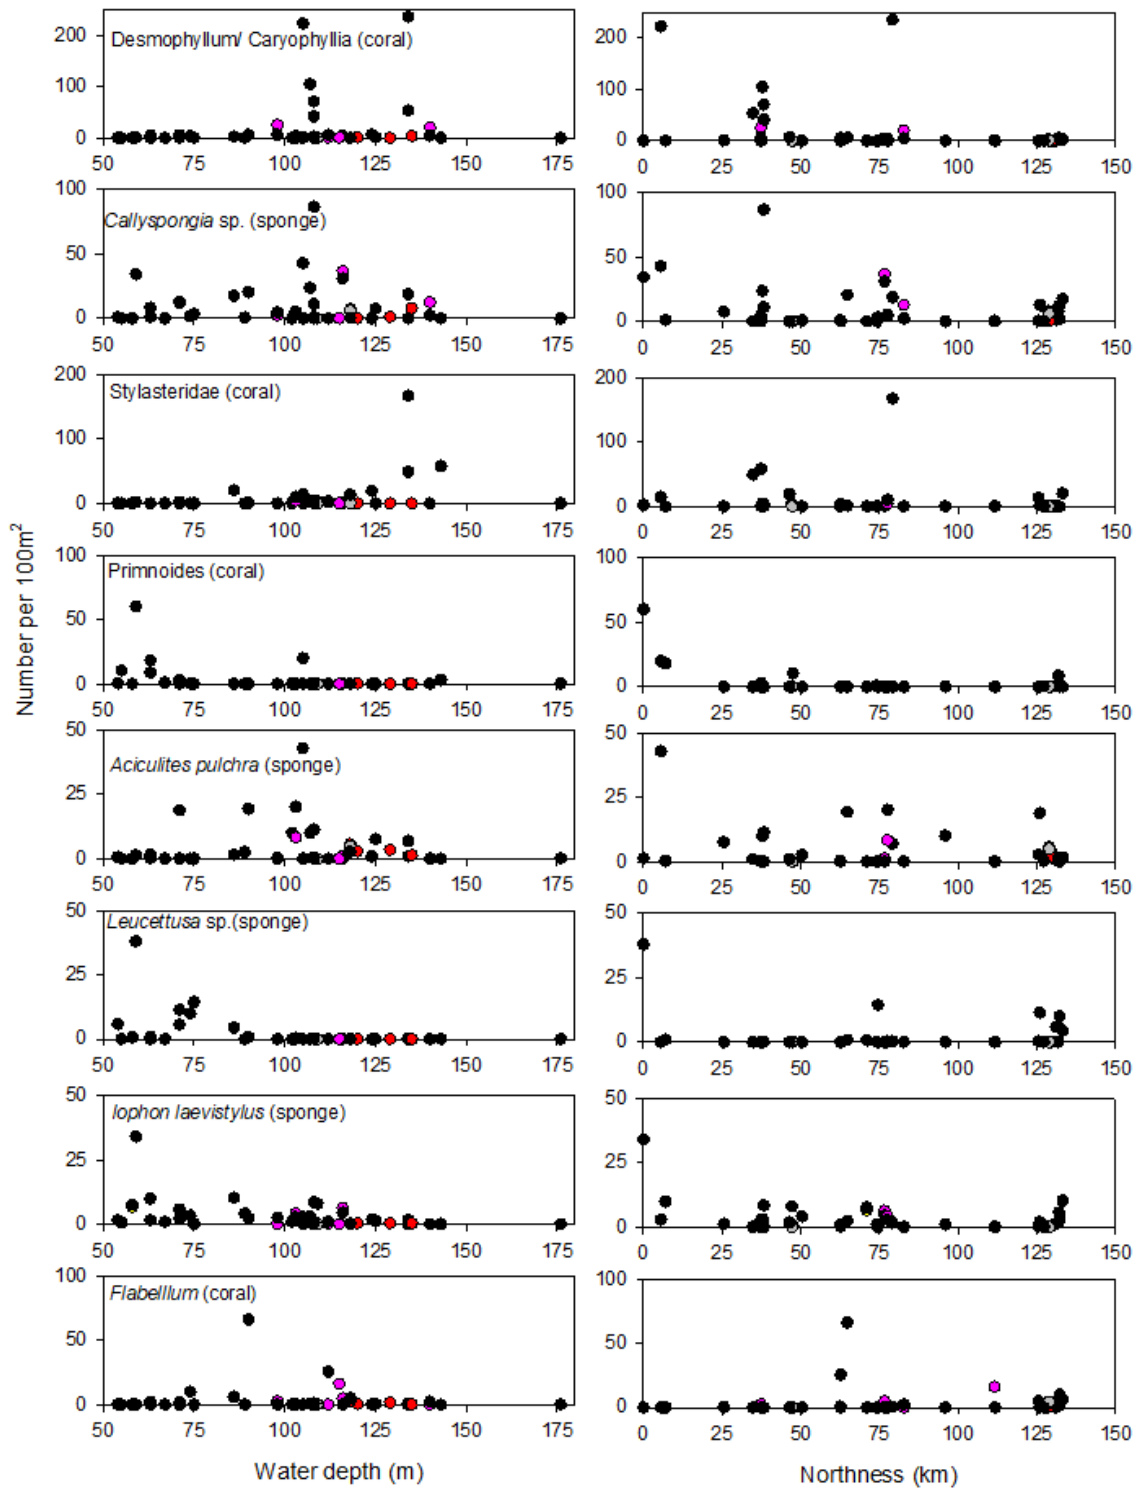 Number per 100m²
Desmophyllum/ Caryophyllia (coral)
200
100
0
50 75 100 125 150 175
200
100
0
0 25 50 75 100 125 150
Callyspongia sp. (sponge)
100
50
0
50 75 100 125 150 175
100
50
0
0 25 50 75 100 125 150
Stylasteridae (coral)
200
100
0
50 75 100 125 150 175
200
100
0
0 25 50 75 100 125 150
Primnoides (coral)
100
50
0
50 75 100 125 150 175
100
50
0
0 25 50 75 100 125 150
Aciculites pulchra (sponge)
50
25
0
50 75 100 125 150 175
50
25
0
0 25 50 75 100 125 150
Leucettusa sp.(sponge)
50
25
0
50 75 100 125 150 175
50
25
0
0 25 50 75 100 125 150
Iophon laevistylus (sponge)
50
25
0
50 75 100 125 150 175
50
25
0
0 25 50 75 100 125 150
Flabelllum (coral)
100
50
0
50 75 100 125 150 175
100
50
0
0 25 50 75 100 125 150
Water depth (m)
Northness (km)